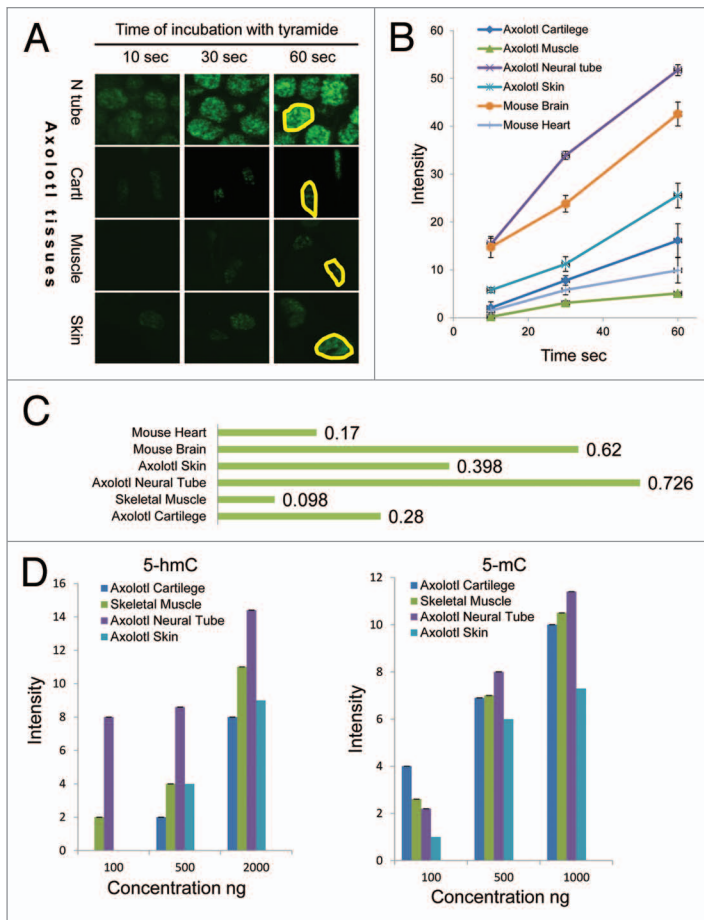 A
Time of incubation with tyramide
10 sec 30 sec 60 sec
Axolotl tissues
N tube
Cartl
Muscle
Skin
B
Axolotl Cartilege
Axolotl Muscle
Axolotl Neural tube
Axolotl Skin
Mouse Brain
Mouse Heart
Intensity
60
50
40
30
20
10
0
0 20 40 60
Time sec
C
Mouse Heart 0.17
Mouse Brain 0.62
Axolotl Skin 0.398
Axolotl Neural Tube 0.726
Skeletal Muscle 0.098
Axolotl Cartilege 0.28
D
5-hmC
Axolotl Cartilege
Skeletal Muscle
Axolotl Neural Tube
Axolotl Skin
Intensity
16
14
12
10
8
6
4
2
0
100 500 2000
Concentration ng
5-mC
Axolotl Cartilege
Skeletal Muscle
Axolotl Neural Tube
Axolotl Skin
Intensity
12
10
8
6
4
2
0
100 500 1000
Concentration ng